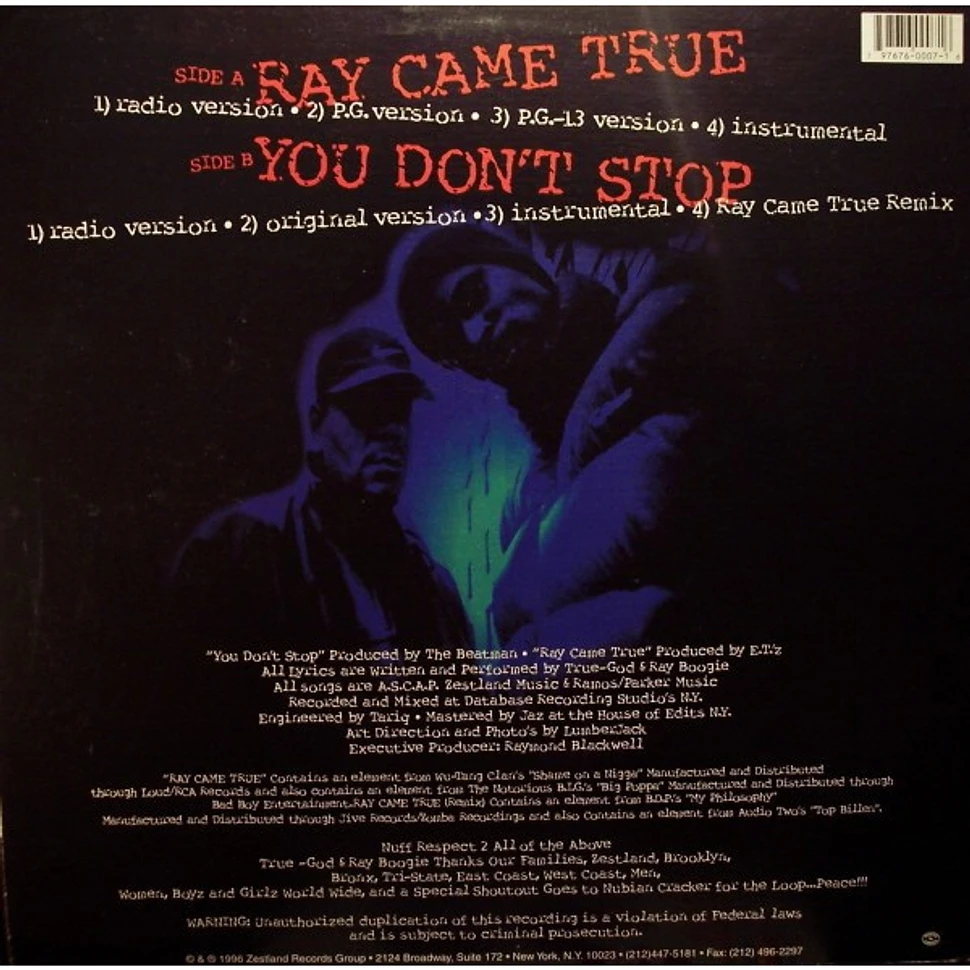 SIDE A RAY CAME TRUE
1) radio version • 2) P.G. version • 3) P.G.-13 version • 4) instrumental
SIDE B YOU DON'T STOP
1) radio version • 2) original version • 3) instrumental • 4) Ray Came True Remix
97676-0007-1
"You Don't Stop" Produced by The Beatman • "Ray Came True" Produced by E.T.'z
All Lyrics are written and Performed by True-God & Ray Boogie
All songs are A.S.C.A.P. Zestland Music & Ramos/Parker Music
Recorded and Mixed at Database Recording Studio's N.Y.
Engineered by Tariq • Mastered by Jaz at the House of Edits N.Y.
Art Direction and Photo's by LumberJack
Executive Producer: Raymond Blackwell
"RAY CAME TRUE" Contains an element from Wu-Tang Clan's "Shame on a Nigga" Manufactured and Distributed
through Loud/RCA Records and also contains an element from The Notorious B.I.G.'s "Big Poppa" Manufactured and Distributed through
Bad Boy Entertainment.RAY CAME TRUE (Remix) Contains an element from B.D.P.'s "My Philosophy"
Manufactured and Distributed through Jive Records/Zomba Recordings and also Contains an element from Audio Two's "Top Billen".
Nuff Respect 2 All of the Above
True -God & Ray Boogie Thanks Our Families, Zestland, Brooklyn,
Bronx, Tri-State, East Coast, West Coast, Men,
Women, Boyz and Girlz World Wide, and a Special Shoutout Goes to Nubian Cracker for the Loop...Peace!!!
WARNING: Unauthorized duplication of this recording is a violation of Federal laws
and is subject to criminal prosecution.
© & ℗ 1996 Zestland Records Group • 2124 Broadway, Suite 172 • New York, N.Y. 10023 • (212)447-5181 • Fax: (212) 496-2297